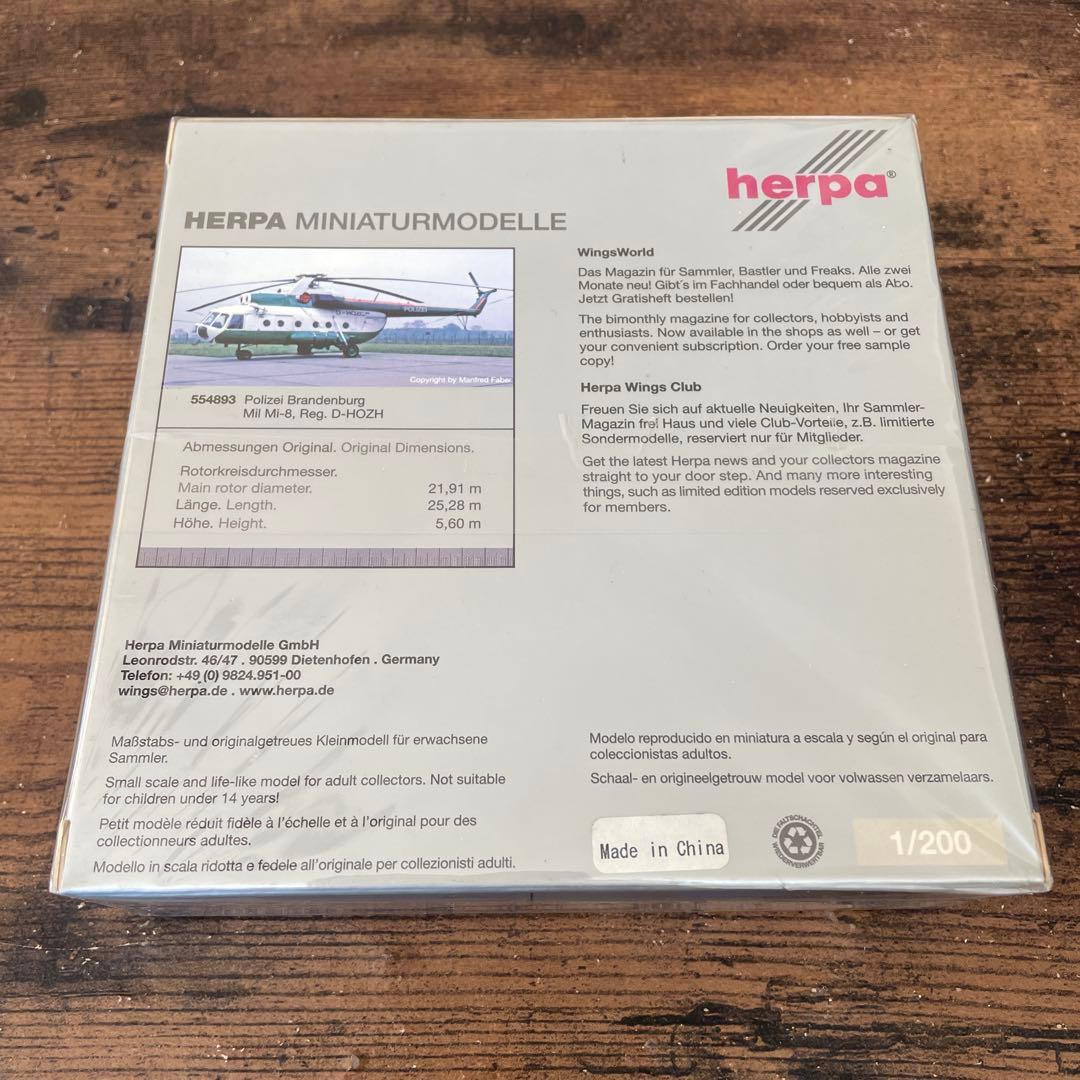 herpa®
HERPA MINIATURMODELLE
POLIZEI
Copyright by Manfred Faber
554893 Polizei Brandenburg
Mil Mi-8, Reg. D-HOZH
Abmessungen Original. Original Dimensions.
Rotorkreisdurchmesser.
Main rotor diameter. 21,91 m
Länge. Length. 25,28 m
Höhe. Height. 5,60 m
WingsWorld
Das Magazin für Sammler, Bastler und Freaks. Alle zwei
Monate neu! Gibt´s im Fachhandel oder bequem als Abo.
Jetzt Gratisheft bestellen!
The bimonthly magazine for collectors, hobbyists and
enthusiasts. Now available in the shops as well – or get
your convenient subscription. Order your free sample
copy!
Herpa Wings Club
Freuen Sie sich auf aktuelle Neuigkeiten, Ihr Sammler-
Magazin frei Haus und viele Club-Vorteile, z.B. limitierte
Sondermodelle, reserviert nur für Mitglieder.
Get the latest Herpa news and your collectors magazine
straight to your door step. And many more interesting
things, such as limited edition models reserved exclusively
for members.
Herpa Miniaturmodelle GmbH
Leonrodstr. 46/47 . 90599 Dietenhofen . Germany
Telefon: +49 (0) 9824.951-00
wings@herpa.de . www.herpa.de
Maßstabs- und originalgetreues Kleinmodell für erwachsene
Sammler.
Small scale and life-like model for adult collectors. Not suitable
for children under 14 years!
Petit modèle réduit fidèle à l'échelle et à l'original pour des
collectionneurs adultes.
Modello in scala ridotta e fedele all'originale per collezionisti adulti.
Modelo reproducido en miniatura a escala y según el original para
coleccionistas adultos.
Schaal- en origineelgetrouw model voor volwassen verzamelaars.
Made in China
DIE FALTSCHACHTEL
WIEDERVERWERTBAR
1/200